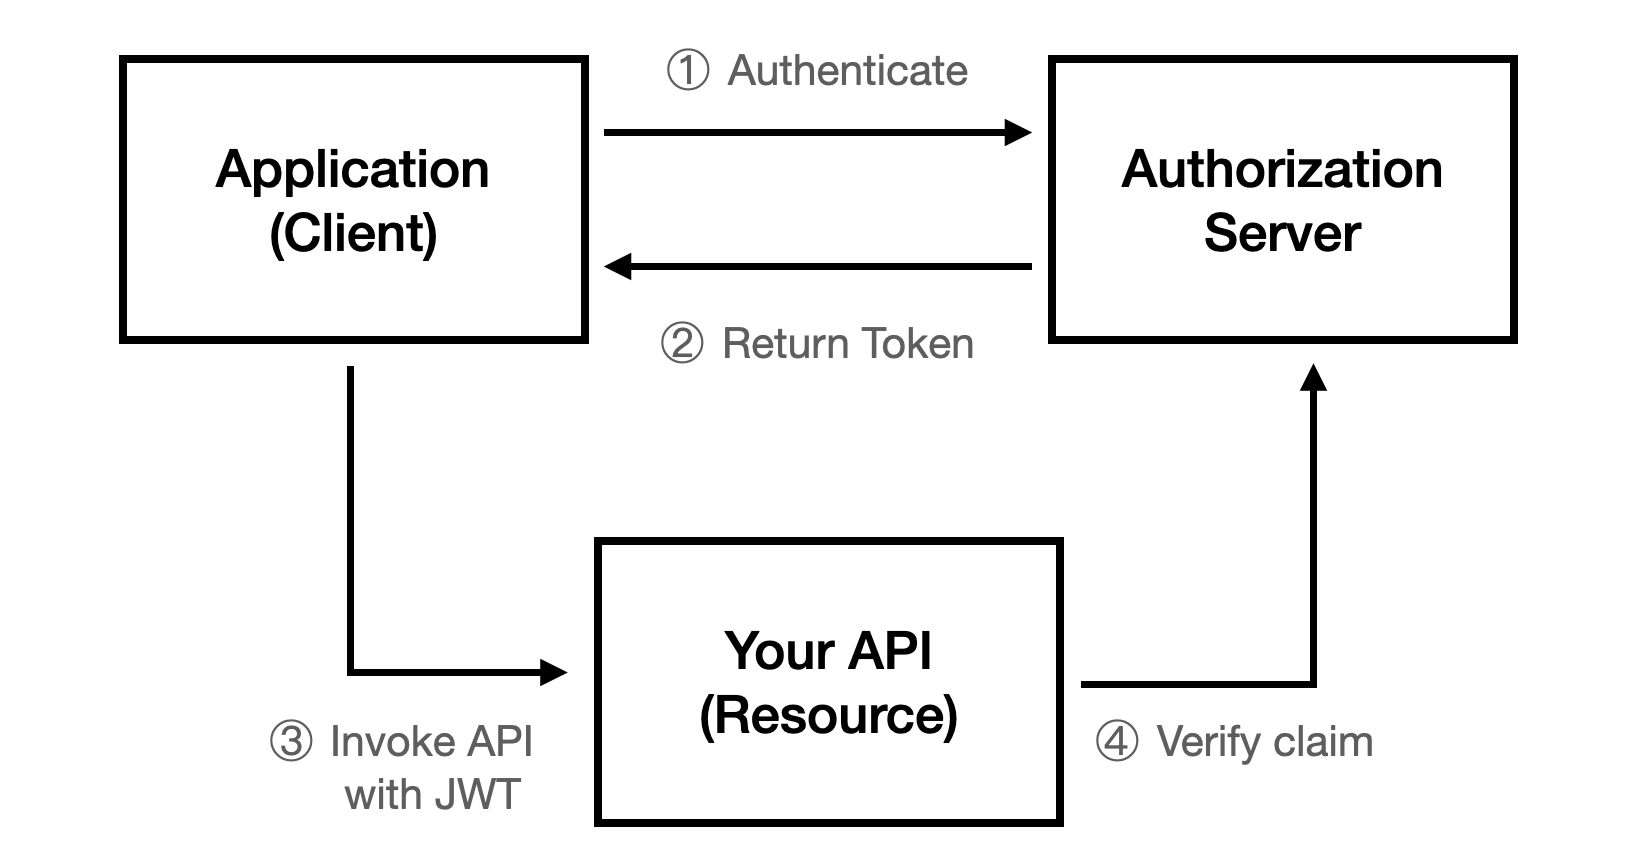 ① Authenticate
Application
(Client)
Authorization
Server
② Return Token
Your API
(Resource)
③ Invoke API
with JWT
④ Verify claim